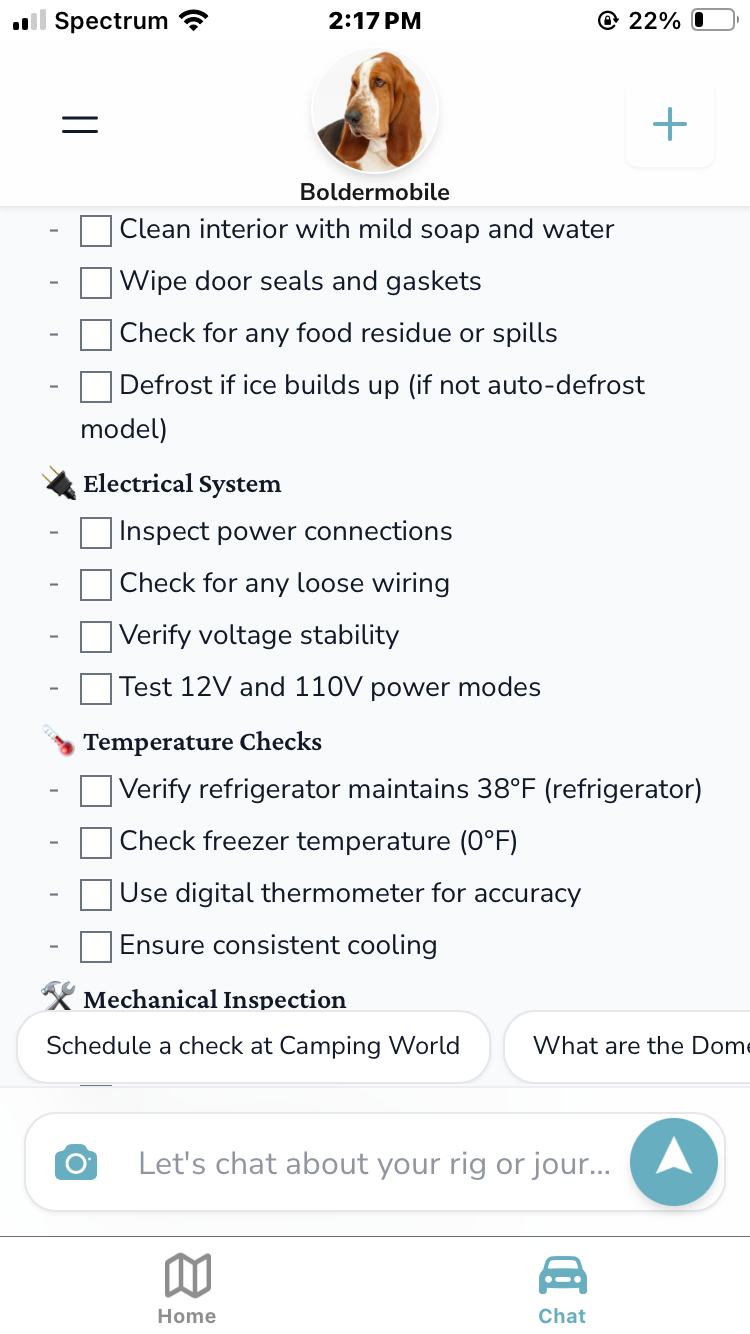 Spectrum 2:17 PM 22%
Boldermobile
- Clean interior with mild soap and water
- Wipe door seals and gaskets
- Check for any food residue or spills
- Defrost if ice builds up (if not auto-defrost
model)
Electrical System
- Inspect power connections
- Check for any loose wiring
- Verify voltage stability
- Test 12V and 110V power modes
Temperature Checks
- Verify refrigerator maintains 38°F (refrigerator)
- Check freezer temperature (0°F)
- Use digital thermometer for accuracy
- Ensure consistent cooling
Mechanical Inspection
Schedule a check at Camping World What are the Dome
Let's chat about your rig or jour...
Home Chat